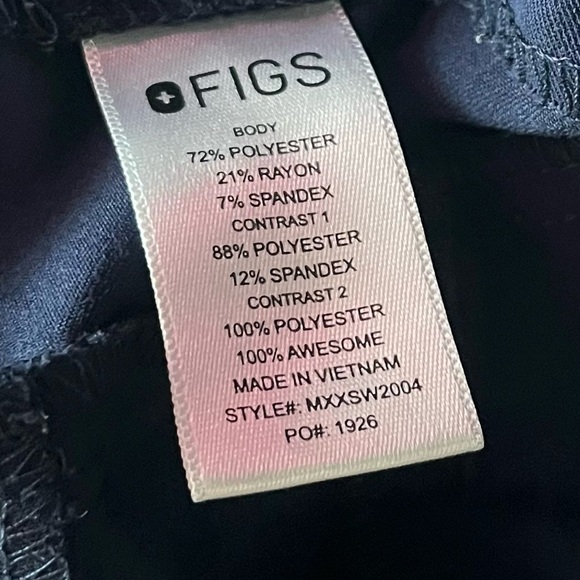 FIGS
BODY
72% POLYESTER
21% RAYON
7% SPANDEX
CONTRAST 1
88% POLYESTER
12% SPANDEX
CONTRAST 2
100% POLYESTER
100% AWESOME
MADE IN VIETNAM
STYLE#: MXXSW2004
PO#: 1926